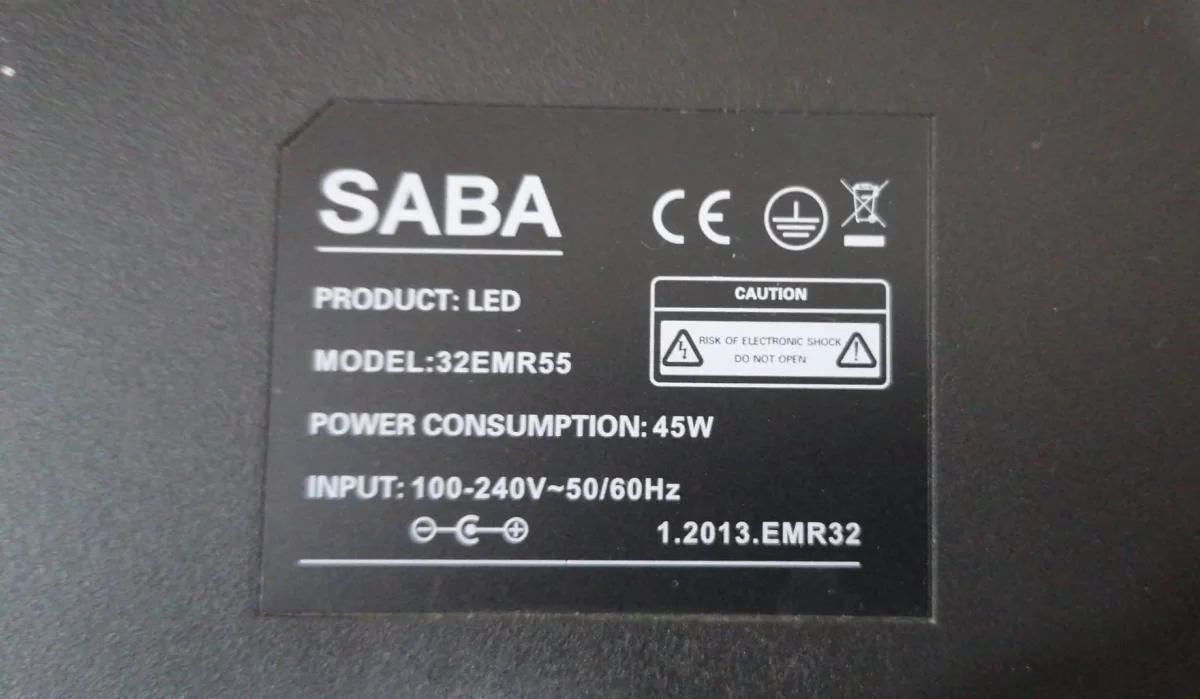 SABA
CE
PRODUCT: LED
CAUTION
RISK OF ELECTRONIC SHOCK
DO NOT OPEN
MODEL:32EMR55
POWER CONSUMPTION: 45W
INPUT: 100-240V~50/60Hz
1.2013.EMR32